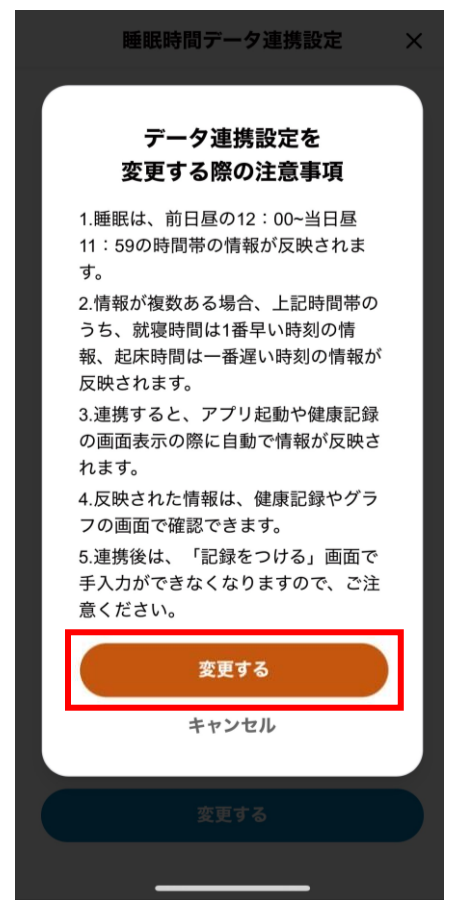 睡眠時間データ連携設定 ×
データ連携設定を
変更する際の注意事項
1.睡眠は、前日昼の12：00~当日昼
11：59の時間帯の情報が反映されま
す。
2.情報が複数ある場合、上記時間帯の
うち、就寝時間は1番早い時刻の情
報、起床時間は一番遅い時刻の情報が
反映されます。
3.連携すると、アプリ起動や健康記録
の画面表示の際に自動で情報が反映さ
れます。
4.反映された情報は、健康記録やグラ
フの画面で確認できます。
5.連携後は、「記録をつける」画面で
手入力ができなくなりますので、ご注
意ください。
変更する
キャンセル
変更する